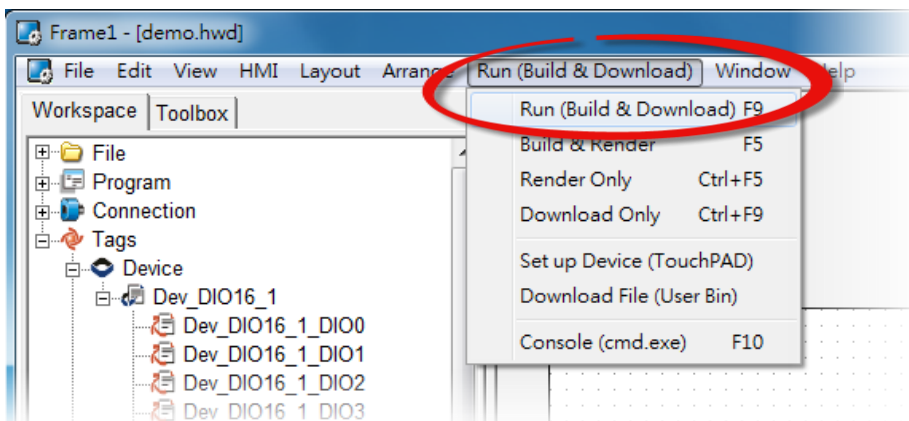 Frame1 - [demo.hwd]
File Edit View HMI Layout Arrange Run (Build & Download) Window Help
Workspace Toolbox
Run (Build & Download) F9
File
Build & Render F5
Program
Render Only Ctrl+F5
Connection
Download Only Ctrl+F9
Tags
Set up Device (TouchPAD)
Device
Download File (User Bin)
Dev_DIO16_1
Dev_DIO16_1_DIO0
Console (cmd.exe) F10
Dev_DIO16_1_DIO1
Dev_DIO16_1_DIO2
Dev_DIO16_1_DIO3